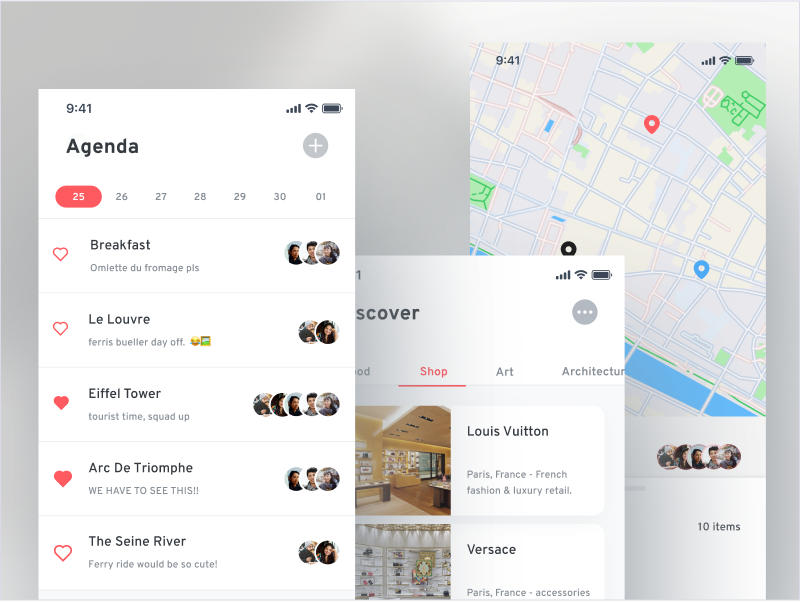 9:41
Agenda
25 26 27 28 29 30 01
Breakfast
Omlette du fromage pls
Le Louvre
ferris bueller day off. 😂🖼️
Eiffel Tower
tourist time, squad up
Arc De Triomphe
WE HAVE TO SEE THIS!!
The Seine River
Ferry ride would be so cute!
1
scover
ood Shop Art Architectur
Louis Vuitton
Paris, France - French
fashion & luxury retail.
Versace
Paris, France - accessories
9:41
10 items